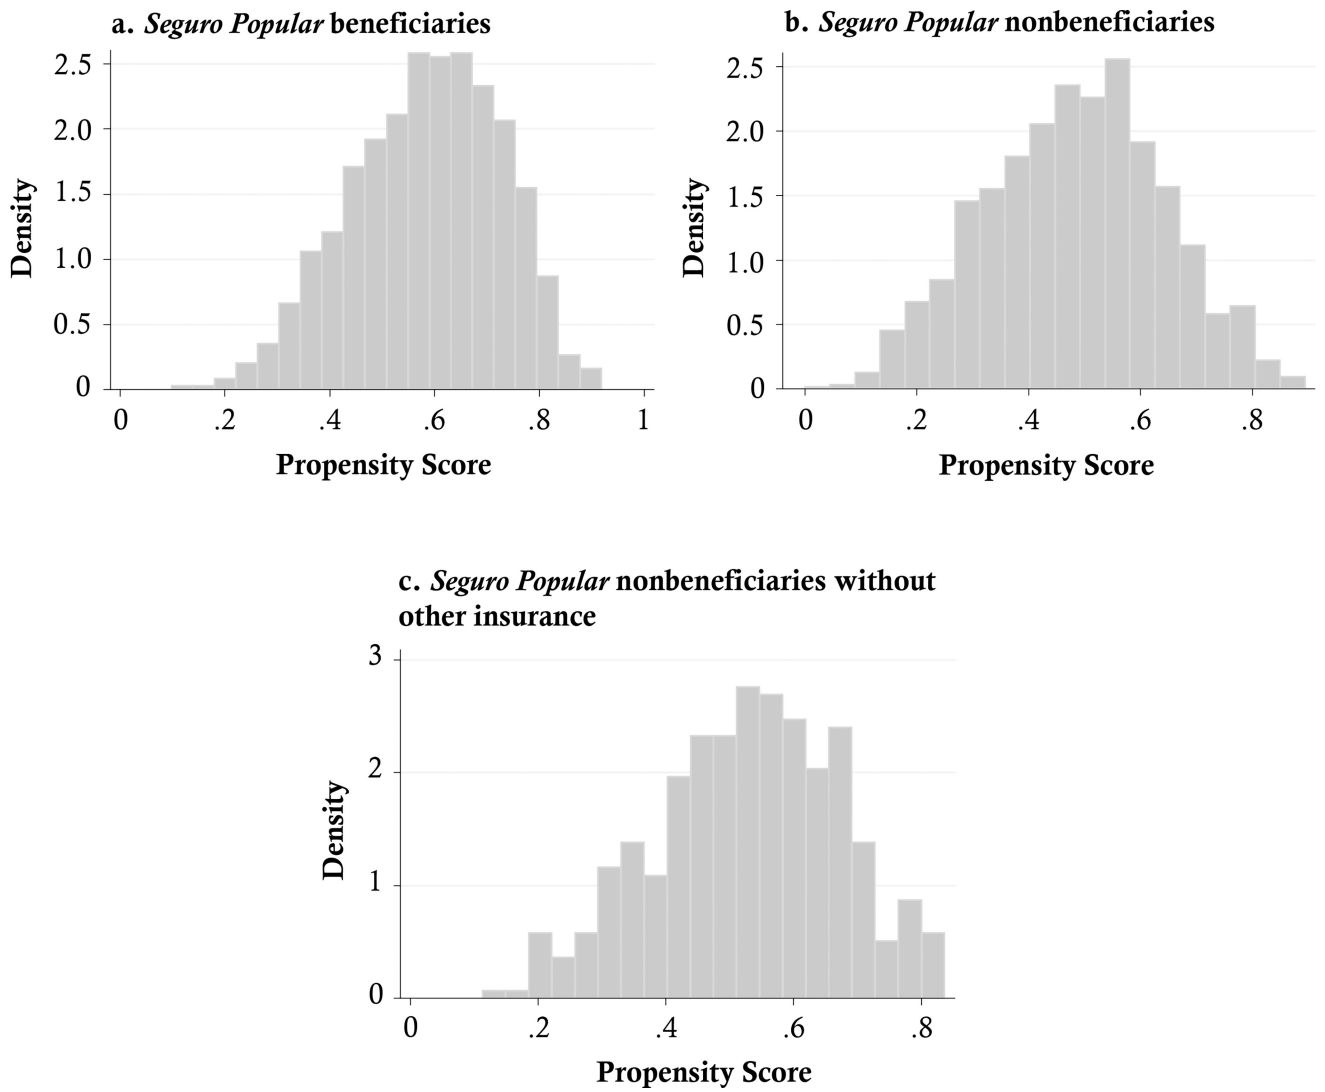 a. Seguro Popular beneficiaries
2.5
2.0
1.5
1.0
0.5
0
Density
0 .2 .4 .6 .8 1
Propensity Score
b. Seguro Popular nonbeneficiaries
2.5
2.0
1.5
1.0
0.5
0
Density
0 .2 .4 .6 .8
Propensity Score
c. Seguro Popular nonbeneficiaries without
other insurance
3
2
1
0
Density
0 .2 .4 .6 .8
Propensity Score